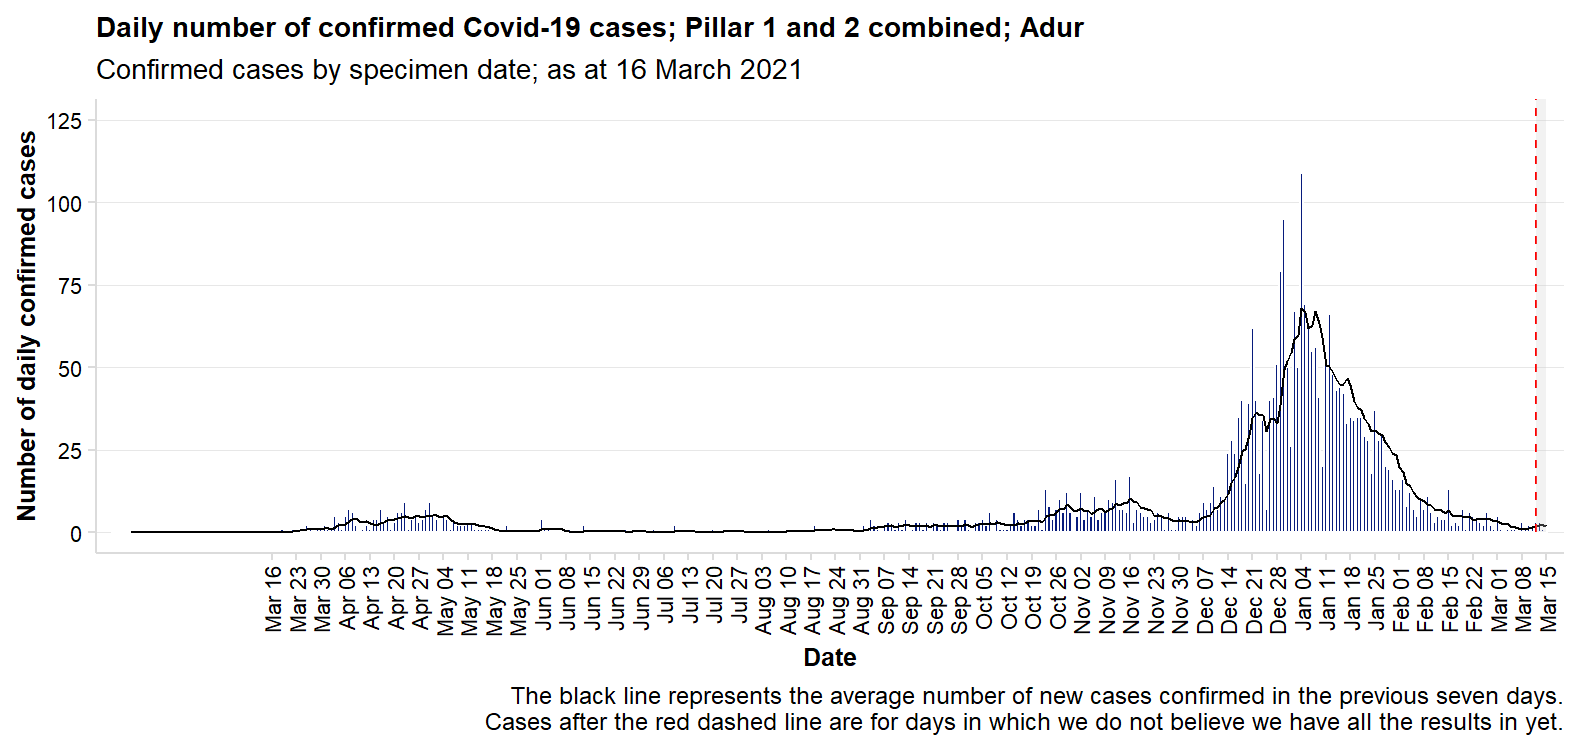 Daily number of confirmed Covid-19 cases; Pillar 1 and 2 combined; Adur
Confirmed cases by specimen date; as at 16 March 2021
Number of daily confirmed cases
125
100
75
50
25
0
Mar 16
Mar 23
Mar 30
Apr 06
Apr 13
Apr 20
Apr 27
May 04
May 11
May 18
May 25
Jun 01
Jun 08
Jun 15
Jun 22
Jun 29
Jul 06
Jul 13
Jul 20
Jul 27
Aug 03
Aug 10
Aug 17
Aug 24
Aug 31
Sep 07
Sep 14
Sep 21
Sep 28
Oct 05
Oct 12
Oct 19
Oct 26
Nov 02
Nov 09
Nov 16
Nov 23
Nov 30
Dec 07
Dec 14
Dec 21
Dec 28
Jan 04
Jan 11
Jan 18
Jan 25
Feb 01
Feb 08
Feb 15
Feb 22
Mar 01
Mar 08
Mar 15
Date
The black line represents the average number of new cases confirmed in the previous seven days.
Cases after the red dashed line are for days in which we do not believe we have all the results in yet.